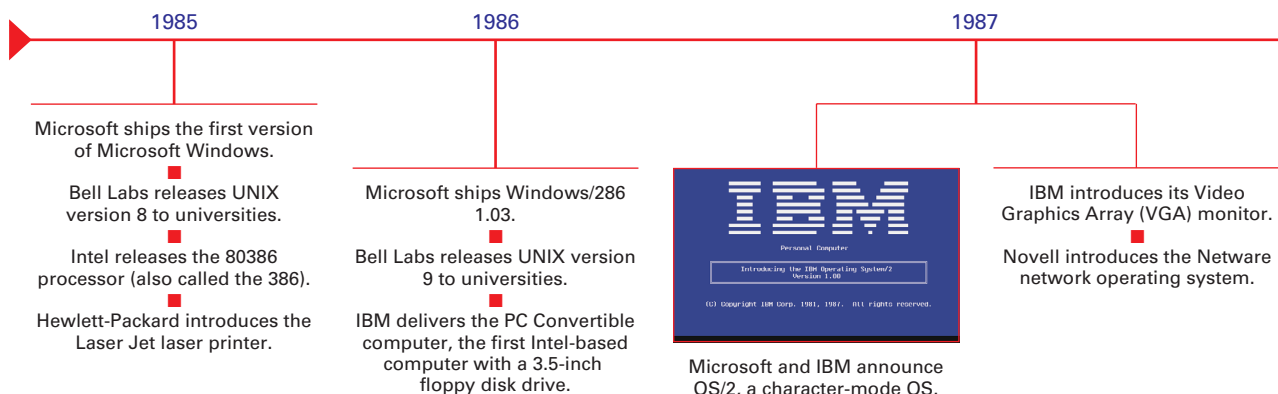 1985
1986
1987
Microsoft ships the first version
of Microsoft Windows.
Bell Labs releases UNIX
version 8 to universities.
Intel releases the 80386
processor (also called the 386).
Hewlett-Packard introduces the
Laser Jet laser printer.
Microsoft ships Windows/286
1.03.
Bell Labs releases UNIX version
9 to universities.
IBM delivers the PC Convertible
computer, the first Intel-based
computer with a 3.5-inch
floppy disk drive.
IBM
Personal Computer
Introducing the IBM Operating System/2
Version 1.00
(C) Copyright IBM Corp. 1981, 1987. All rights reserved.
Microsoft and IBM announce
OS/2, a character-mode OS.
IBM introduces its Video
Graphics Array (VGA) monitor.
Novell introduces the Netware
network operating system.